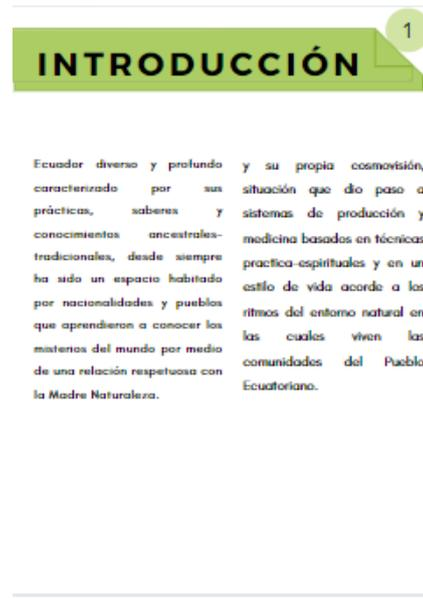 1
INTRODUCCIÓN
Ecuador diverso y profundo
caracterizado por sus
prácticas, saberes y
conocimientos ancestrales-
tradicionales, desde siempre
ha sido un espacio habitado
por nacionalidades y pueblos
que aprendieron a conocer los
misterios del mundo por medio
de una relación respetuosa con
la Madre Naturaleza.
y su propia cosmovisión,
situación que dio paso a
sistemas de producción y
medicina basados en técnicas
practica-espirituales y en un
estilo de vida acorde a los
ritmos del entorno natural en
las cuales viven las
comunidades del Pueblo
Ecuatoriano.